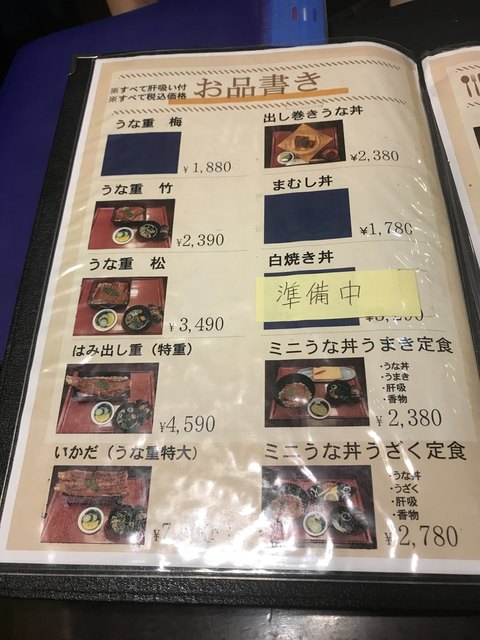 お品書き
※すべて肝吸い付
※すべて税込価格
うな重 梅
¥1,880
うな重 竹
¥2,390
うな重 松
¥3,490
はみ出し重(特重)
¥4,590
いかだ(うな重特大)
出し巻きうな丼
¥2,380
まむし丼
¥1,780
白焼き丼
準備中
ミニうな丼うまき定食
・うな丼
・うまき
・肝吸
・香物
¥2,380
ミニうな丼うざく定食
・うな丼
・うざく
・肝吸
・香物
¥2,780